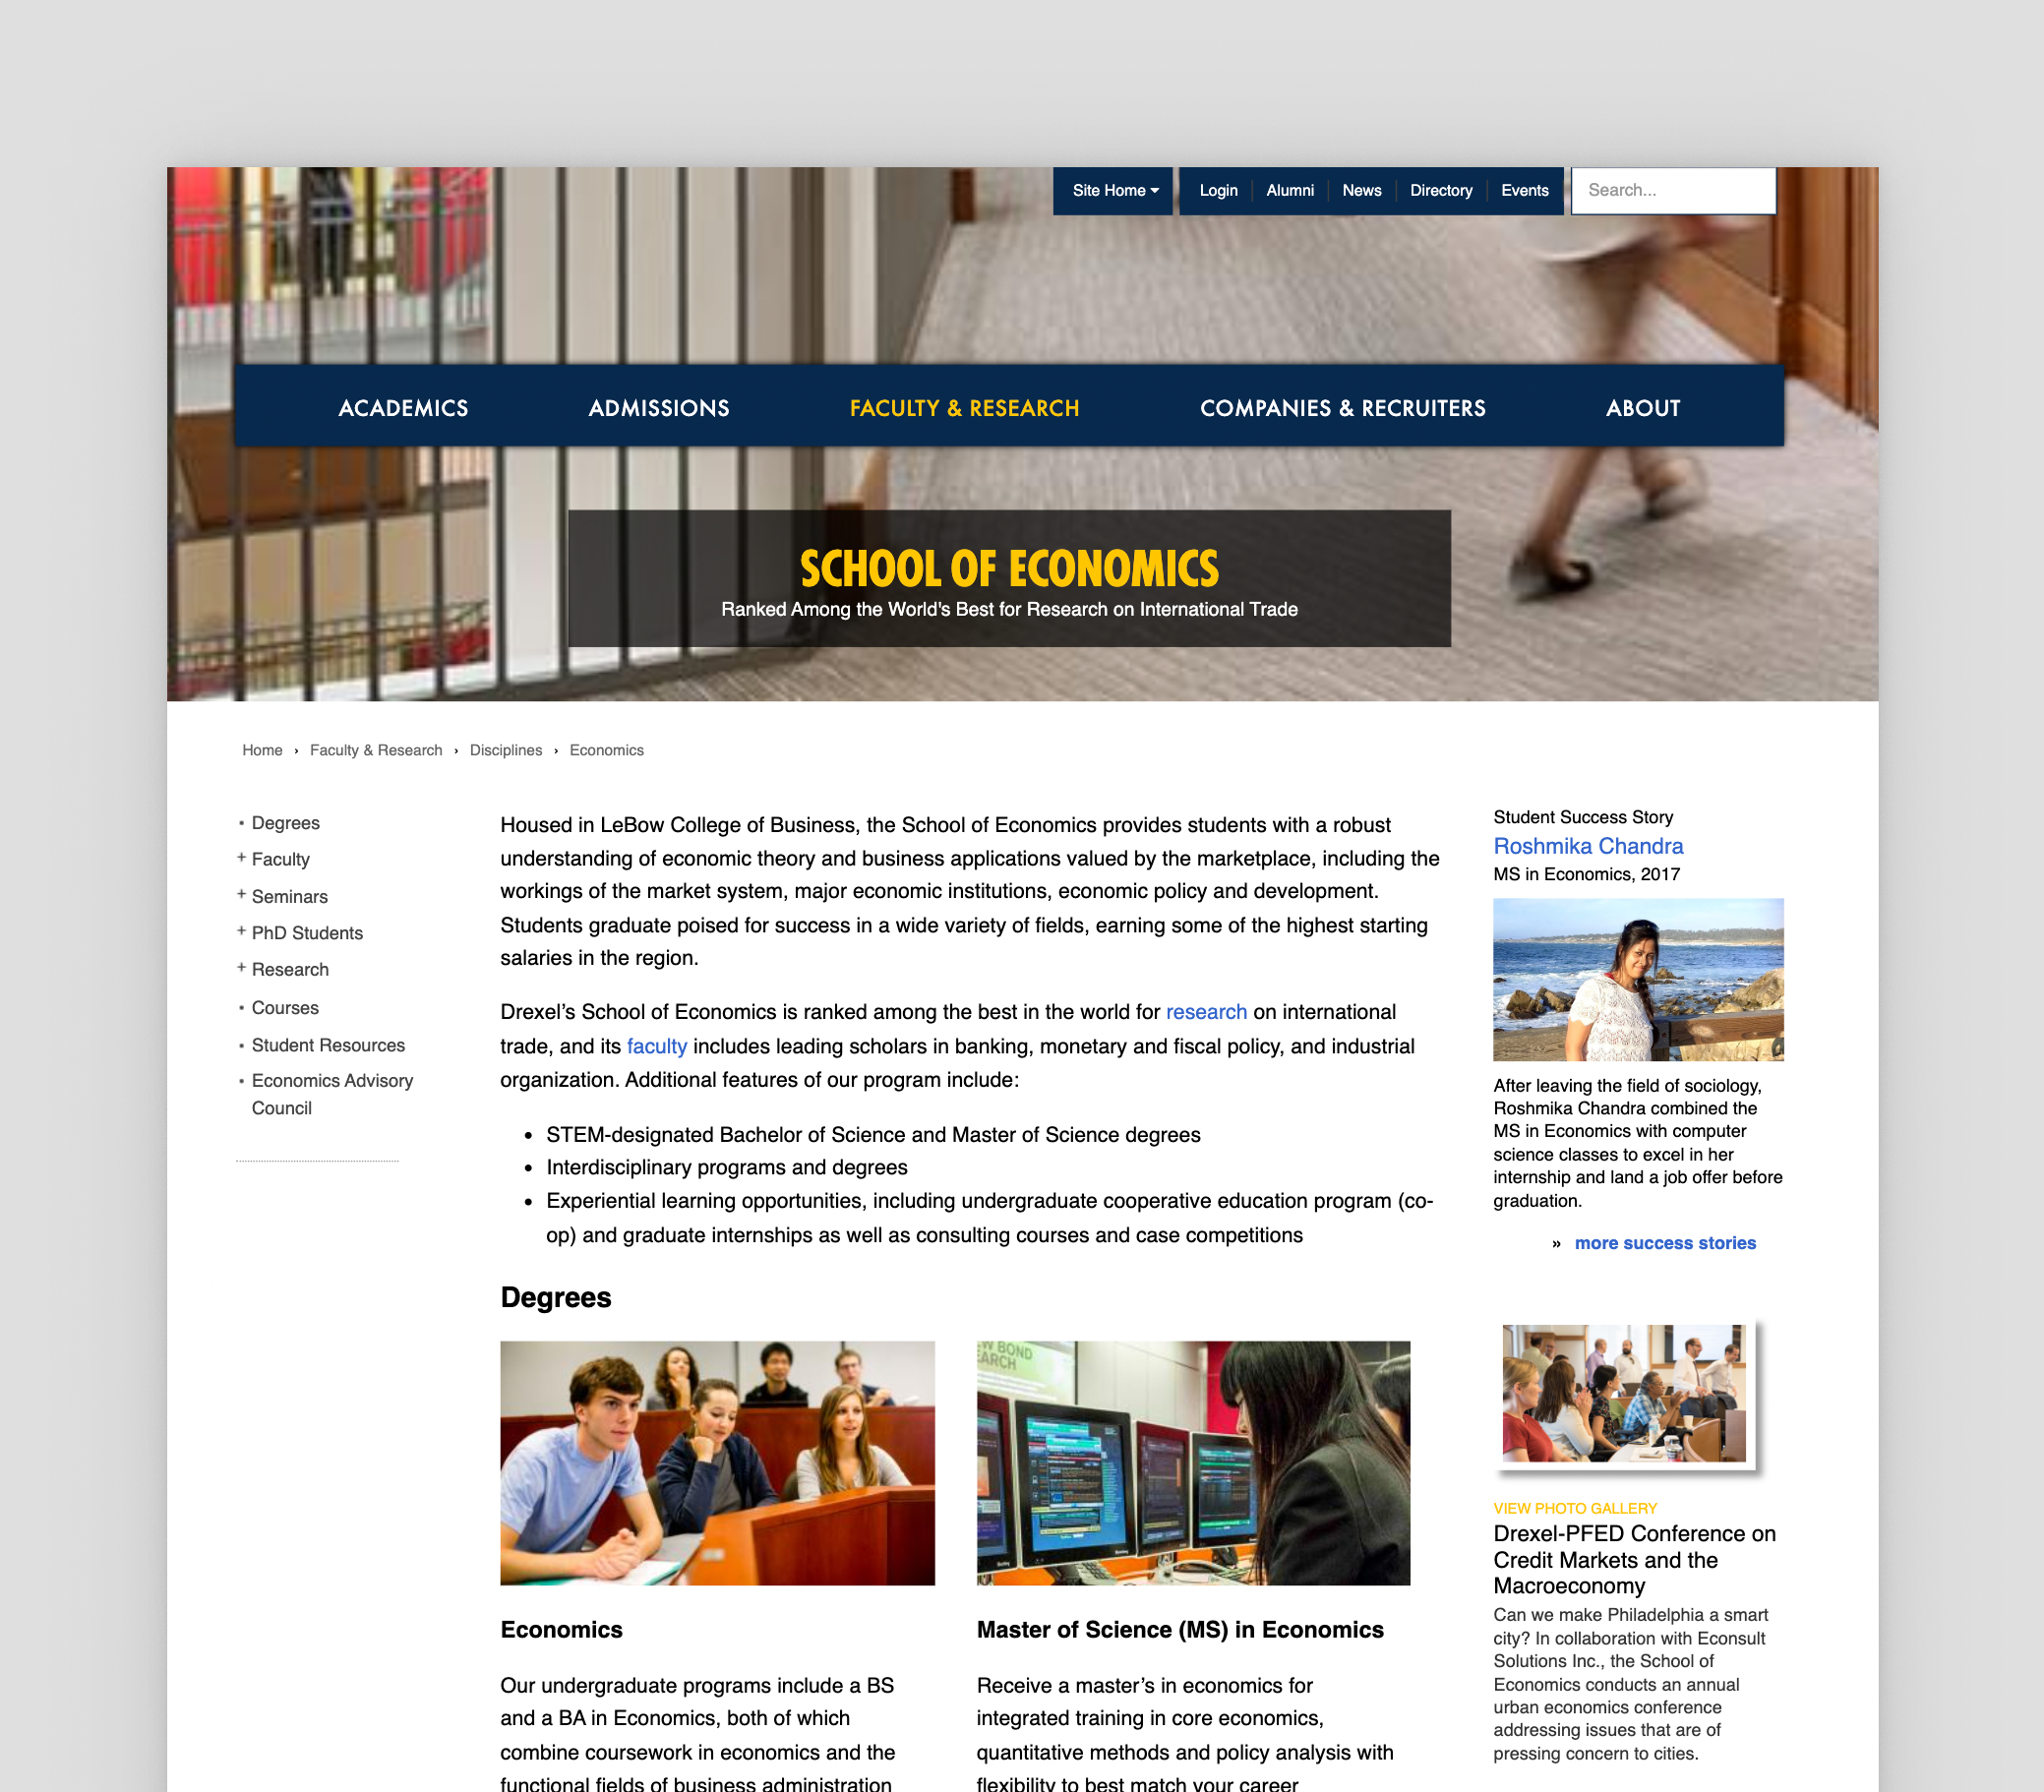 Site Home
Login
Alumni
News
Directory
Events
Search...
ACADEMICS
ADMISSIONS
FACULTY & RESEARCH
COMPANIES & RECRUITERS
ABOUT
SCHOOL OF ECONOMICS
Ranked Among the World’s Best for Research on International Trade
Home › Faculty & Research › Disciplines › Economics
• Degrees
+ Faculty
+ Seminars
+ PhD Students
+ Research
• Courses
• Student Resources
• Economics Advisory
Council
Housed in LeBow College of Business, the School of Economics provides students with a robust
understanding of economic theory and business applications valued by the marketplace, including the
workings of the market system, major economic institutions, economic policy and development.
Students graduate poised for success in a wide variety of fields, earning some of the highest starting
salaries in the region.
Drexel’s School of Economics is ranked among the best in the world for research on international
trade, and its faculty includes leading scholars in banking, monetary and fiscal policy, and industrial
organization. Additional features of our program include:
• STEM-designated Bachelor of Science and Master of Science degrees
• Interdisciplinary programs and degrees
• Experiential learning opportunities, including undergraduate cooperative education program (co-
op) and graduate internships as well as consulting courses and case competitions
Degrees
W BOND
EARCH
Economics
Our undergraduate programs include a BS
and a BA in Economics, both of which
combine coursework in economics and the
functional fields of business administration
Master of Science (MS) in Economics
Receive a master’s in economics for
integrated training in core economics,
quantitative methods and policy analysis with
flexibility to best match your career
Student Success Story
Roshmika Chandra
MS in Economics, 2017
After leaving the field of sociology,
Roshmika Chandra combined the
MS in Economics with computer
science classes to excel in her
internship and land a job offer before
graduation.
» more success stories
VIEW PHOTO GALLERY
Drexel-PFED Conference on
Credit Markets and the
Macroeconomy
Can we make Philadelphia a smart
city? In collaboration with Econsult
Solutions Inc., the School of
Economics conducts an annual
urban economics conference
addressing issues that are of
pressing concern to cities.